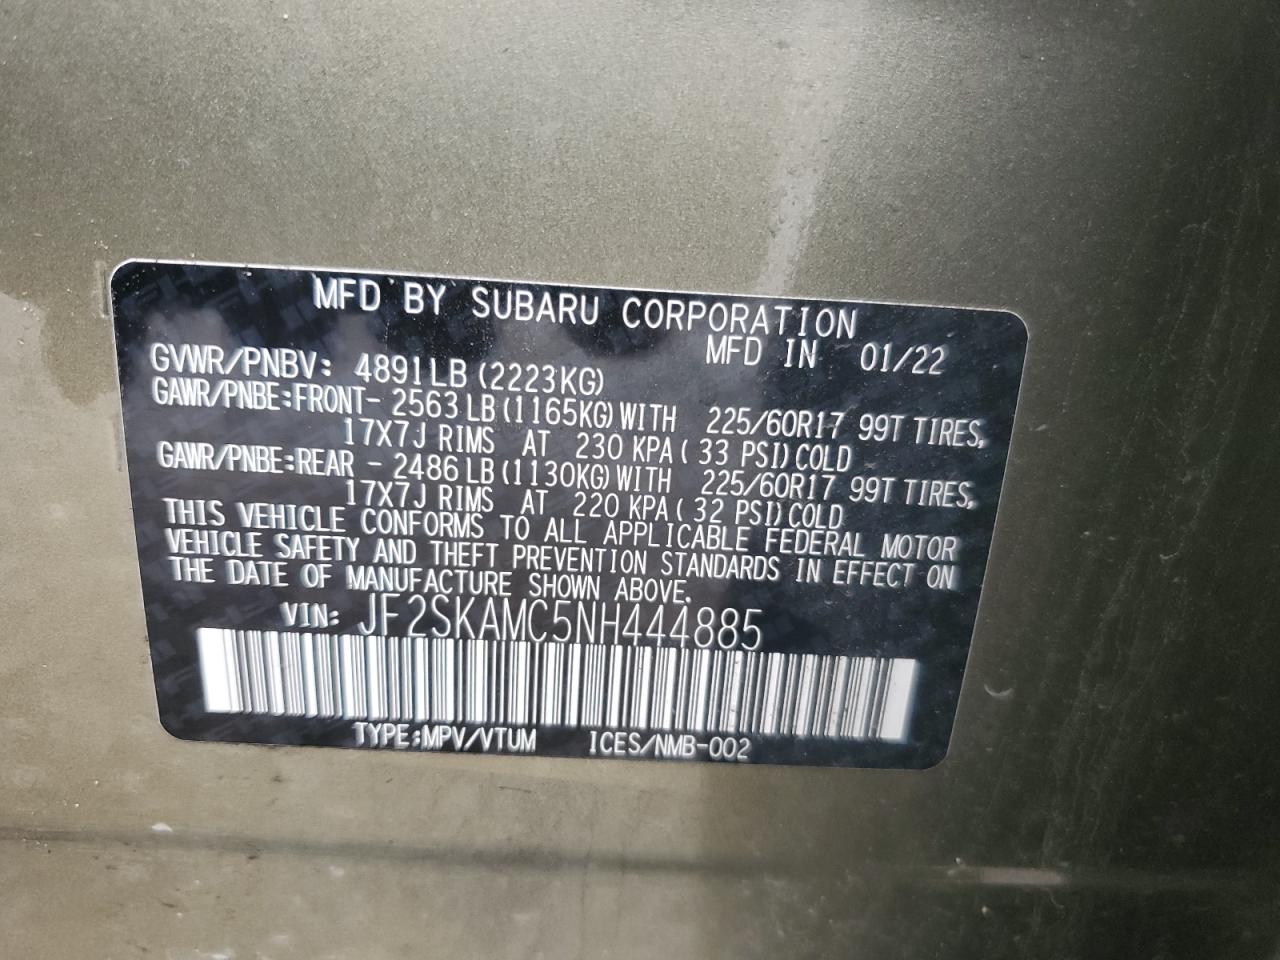 MFD BY SUBARU CORPORATION
MFD IN 01/22
GVWR/PNBV: 4891LB (2223KG)
GAWR/PNBE:FRONT- 2563LB(1165KG)WITH 225/60R17 99T TIRES,
17X7J RIMS AT 230 KPA( 33 PSI)COLD
GAWR/PNBE:REAR - 2486LB(1130KG)WITH 225/60R17 99T TIRES,
17X7J RIMS AT 220 KPA( 32 PSI)COLD
THIS VEHICLE CONFORMS TO ALL APPLICABLE FEDERAL MOTOR
VEHICLE SAFETY AND THEFT PREVENTION STANDARDS IN EFFECT ON
THE DATE OF MANUFACTURE SHOWN ABOVE.
VIN: JF2SKAMC5NH444885
TYPE:MPV/VTUM ICES/NMB-002